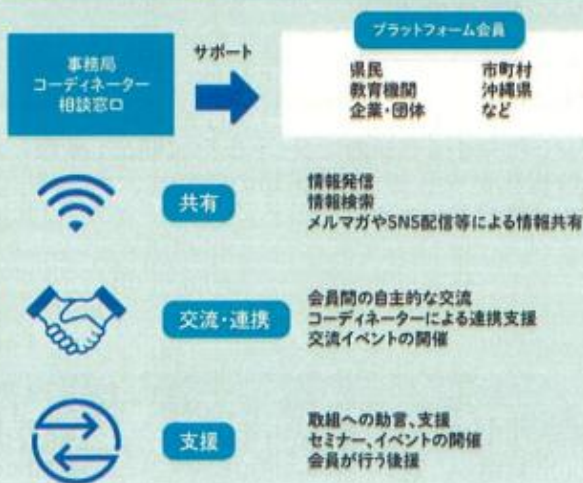 事務局
コーディネーター
相談窓口
サポート
プラットフォーム会員
県民
教育機関
企業・団体
市町村
沖縄県
など
共有
情報発信
情報検索
メルマガやSNS配信等による情報共有
交流・連携
会員間の自主的な交流
コーディネーターによる連携支援
交流イベントの開催
支援
取組への助言、支援
セミナー、イベントの開催
会員が行う後援